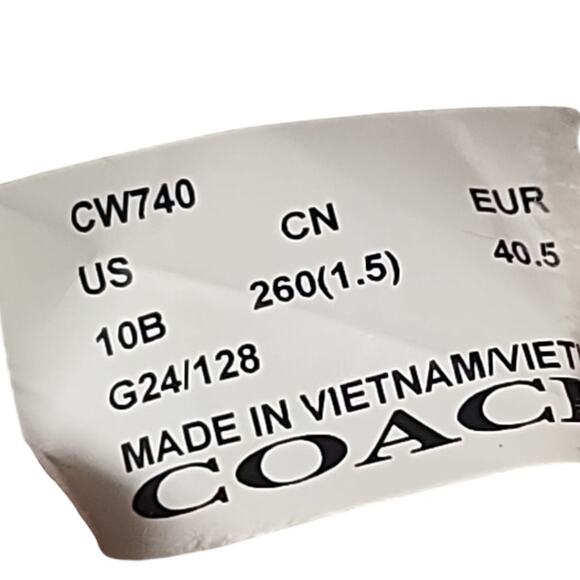 CW740
US CN EUR
10B 260(1.5) 40.5
G24/128
MADE IN VIETNAM/VIET
COAC